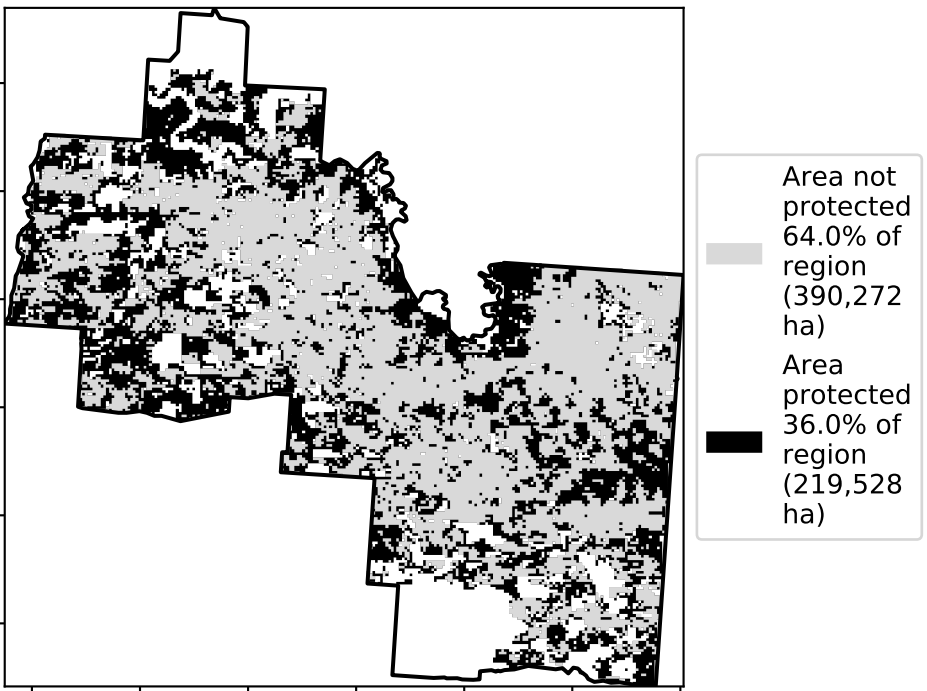 Area not
protected
64.0% of
region
(390,272
ha)
Area
protected
36.0% of
region
(219,528
ha)